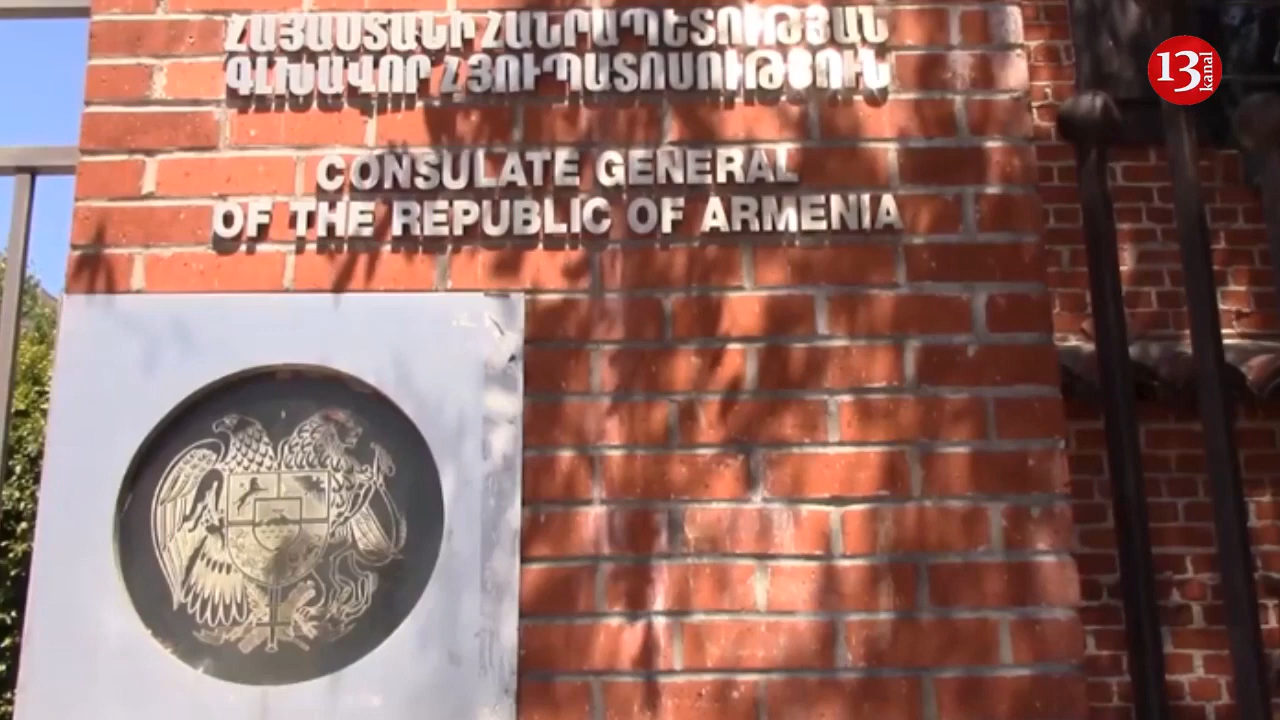 ՀԱՅԱՍՏԱՆԻ ՀԱՆՐԱՊԵՏՈՒԹՅԱՆ
ԳԼԽԱՎՈՐ ՀՅՈՒՊԱՏՈՍՈՒԹՅՈՒՆ
CONSULATE GENERAL
OF THE REPUBLIC OF ARMENIA
13
kanal